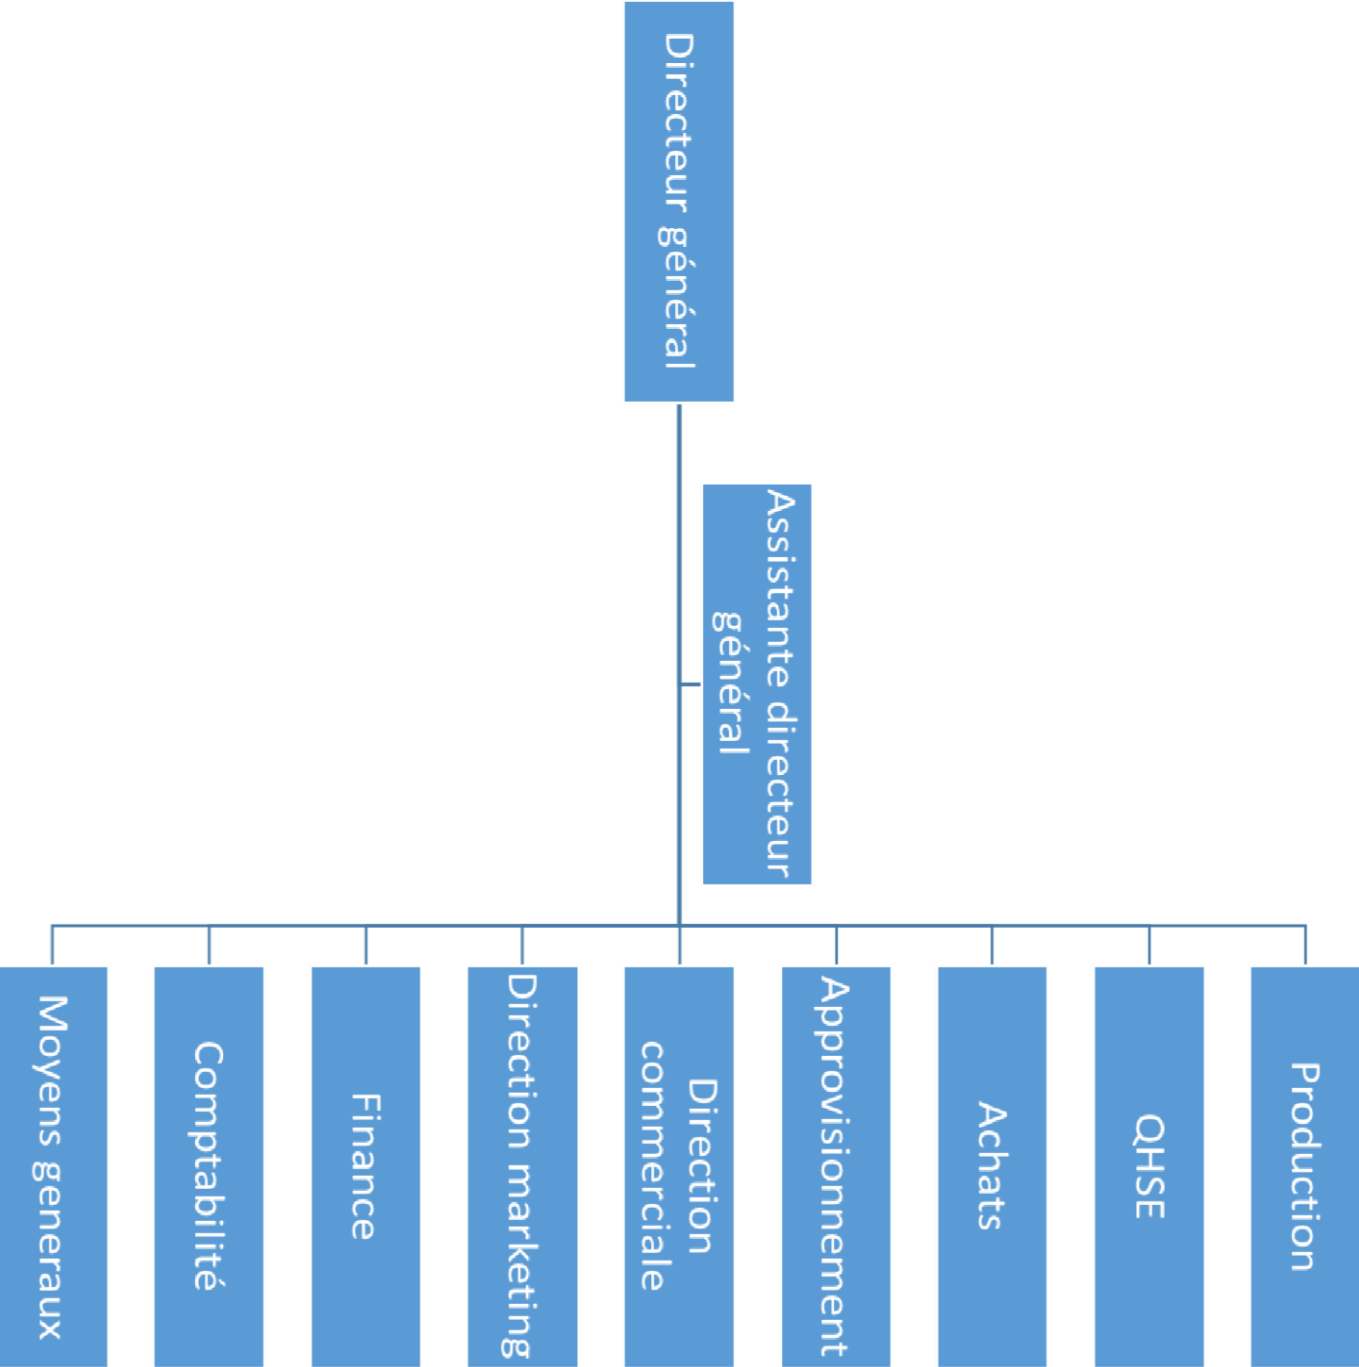 Directeur général
Assistante directeur
général
Production
QHSE
Achats
Approvisionnement
Direction
commerciale
Direction marketing
Finance
Comptabilité
Moyens generaux